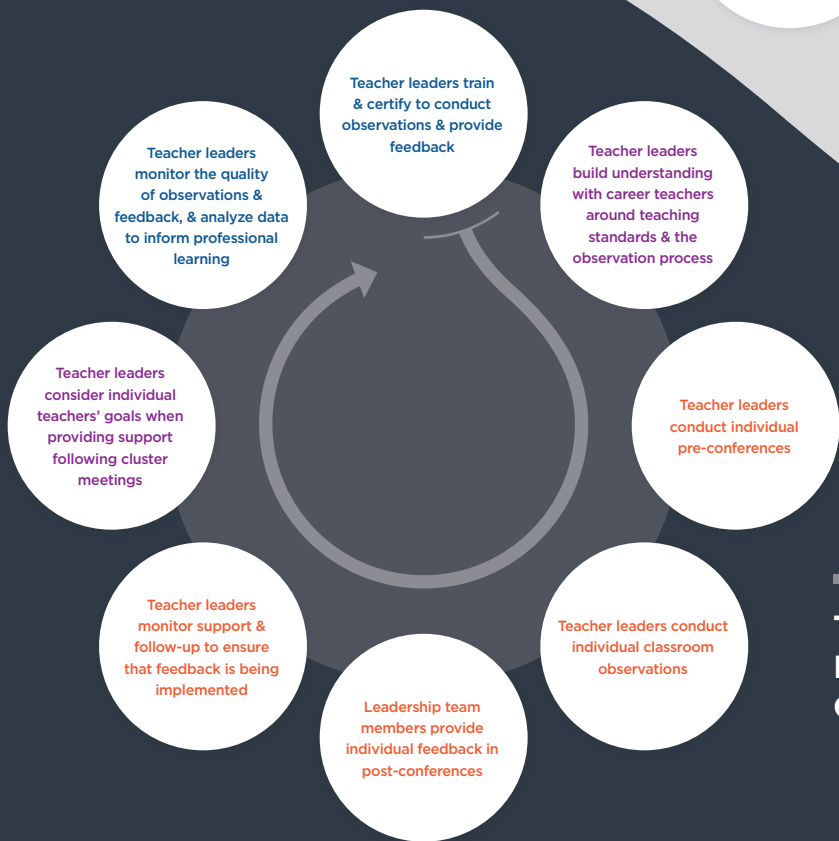 Teacher leaders train
& certify to conduct
observations & provide
feedback
Teacher leaders
build understanding
with career teachers
around teaching
standards & the
observation process
Teacher leaders
conduct individual
pre-conferences
Teacher leaders conduct
individual classroom
observations
Leadership team
members provide
individual feedback in
post-conferences
Teacher leaders
monitor support &
follow-up to ensure
that feedback is being
implemented
Teacher leaders
consider individual
teachers’ goals when
providing support
following cluster
meetings
Teacher leaders
monitor the quality
of observations &
feedback, & analyze data
to inform professional
learning